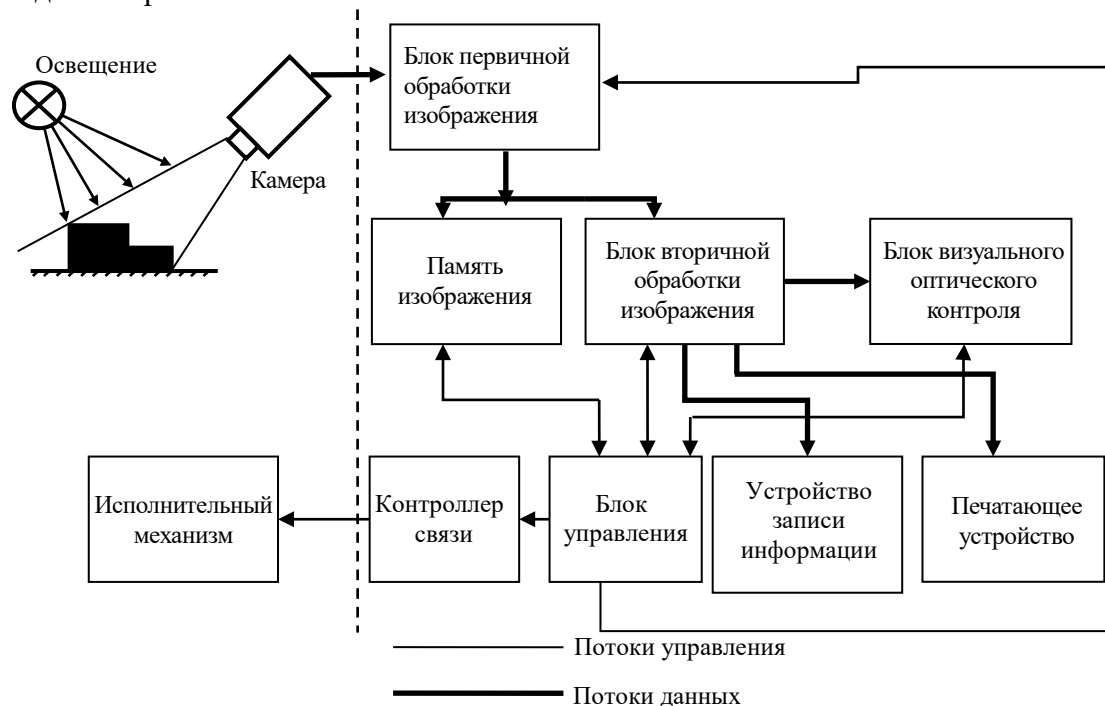 Освещение
Камера
Блок первичной
обработки
изображения
Память
изображения
Блок вторичной
обработки
изображения
Блок визуального
оптического
контроля
Исполнительный
механизм
Контроллер
связи
Блок
управления
Устройство
записи
информации
Печатающее
устройство
Потоки управления
Потоки данных